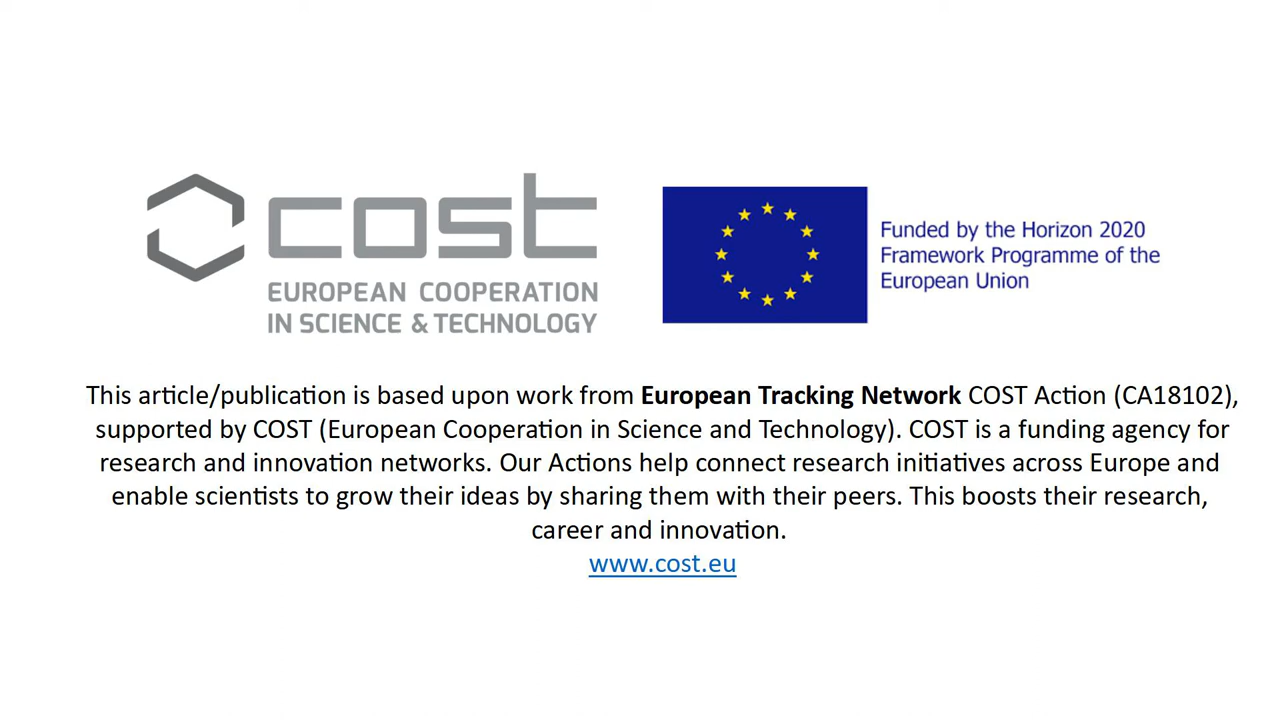 cost
EUROPEAN COOPERATION
IN SCIENCE & TECHNOLOGY
Funded by the Horizon 2020
Framework Programme of the
European Union
This article/publication is based upon work from European Tracking Network COST Action (CA18102),
supported by COST (European Cooperation in Science and Technology). COST is a funding agency for
research and innovation networks. Our Actions help connect research initiatives across Europe and
enable scientists to grow their ideas by sharing them with their peers. This boosts their research,
career and innovation.
www.cost.eu